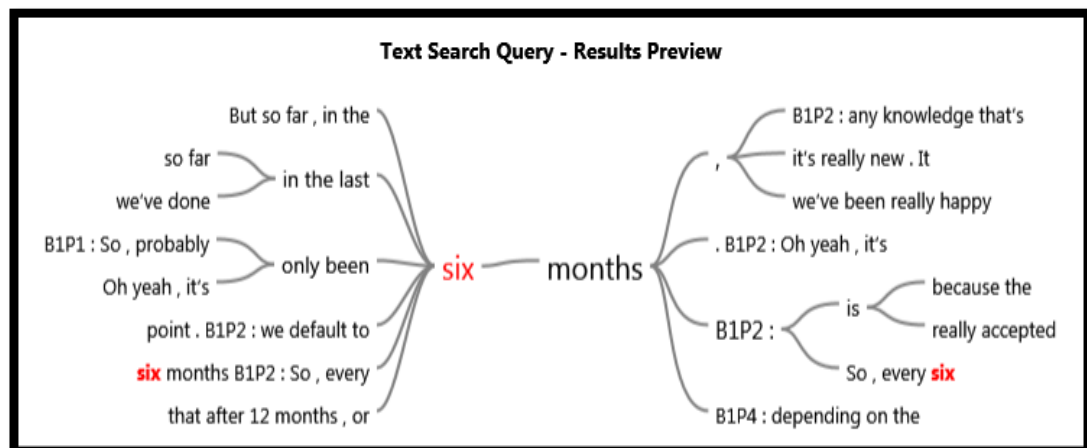 Text Search Query - Results Preview
But so far , in the
so far
we've done
in the last
B1P1 : So , probably
Oh yeah , it's
only been
point . B1P2 : we default to
six months B1P2 : So , every
that after 12 months , or
six
months
,
B1P2 : any knowledge that's
it's really new . It
we've been really happy
. B1P2 : Oh yeah , it's
B1P2 :
is
because the
really accepted
So , every six
B1P4 : depending on the